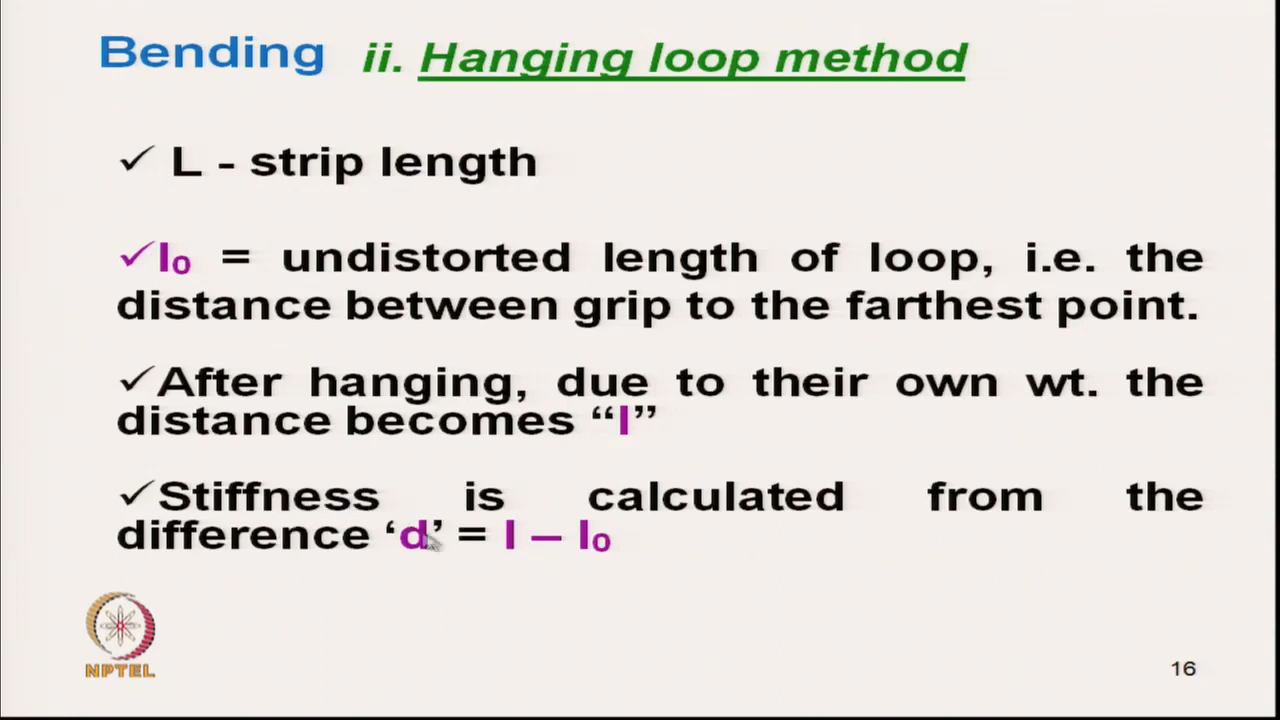 Bending ii. Hanging loop method
✓ L - strip length
✓l₀ = undistorted length of loop, i.e. the
distance between grip to the farthest point.
✓After hanging, due to their own wt. the
distance becomes “l”
✓Stiffness is calculated from the
difference ‘d’ = l – l₀
NPTEL
16